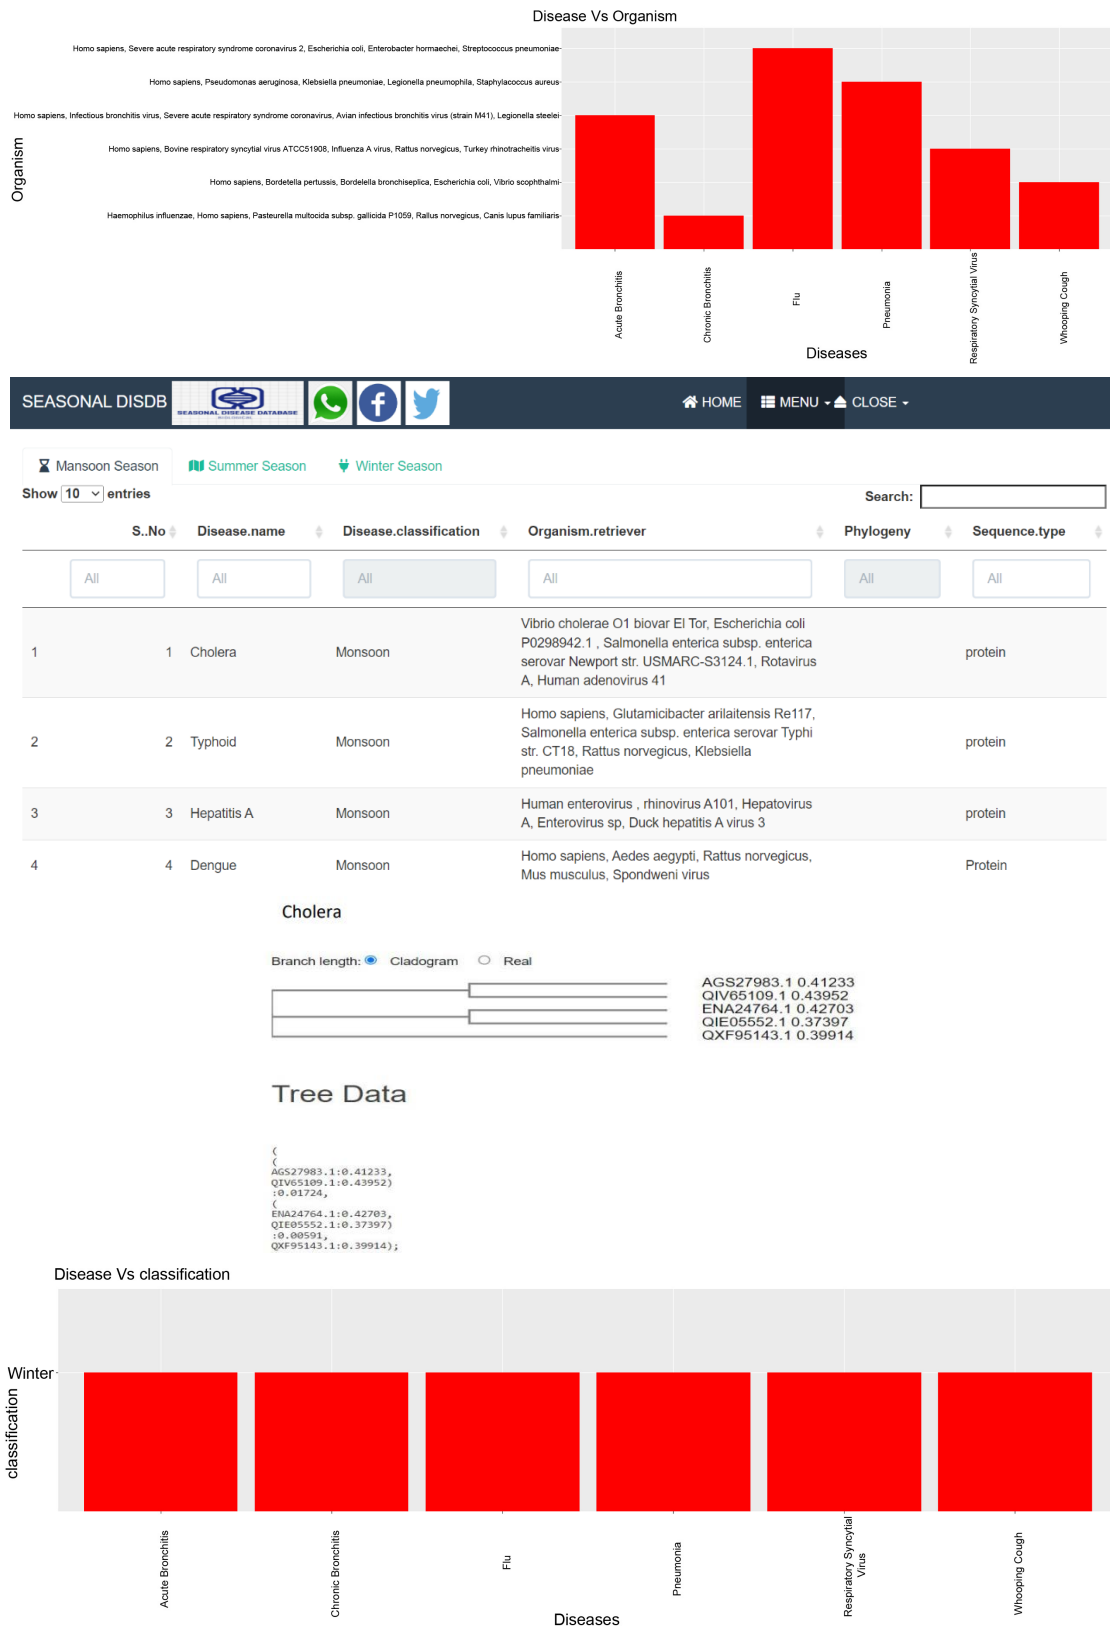 Disease Vs Organism
Organism
Homo sapiens, Severe acute respiratory syndrome coronavirus 2, Escherichia coli, Enterobacter hormaechei, Streptococcus pneumoniae
Homo sapiens, Pseudomonas aeruginosa, Klebsiella pneumoniae, Legionella pneumophila, Staphylacoccus aureus
Homo sapiens, Infectious bronchitis virus, Severe acute respiratory syndrome coronavirus, Avian infectious bronchitis virus (strain M41), Legionella steelei
Homo sapiens, Bovine respiratory syncytial virus ATCC51908, Influenza A virus, Rattus norvegicus, Turkey rhinotracheitis virus
Homo sapiens, Bordetella pertussis, Bordelella bronchiseplica, Escherichia coli, Vibrio scophthalmi
Haemophilus influenzae, Homo sapiens, Pasteurella multocida subsp. gallicida P1059, Rallus norvegicus, Canis lupus familiaris
Acute Bronchitis
Chronic Bronchitis
Flu
Pneumonia
Respiratory Syncytial Virus
Whooping Cough
Diseases
SEASONAL DISDB
SEASONAL DISEASE DATABASE
HOME
MENU
CLOSE
Mansoon Season
Summer Season
Winter Season
Show 10 entries
Search:
S..No Disease.name Disease.classification Organism.retriever Phylogeny Sequence.type
All All All All All All
1 1 Cholera Monsoon Vibrio cholerae O1 biovar El Tor, Escherichia coli
P0298942.1 , Salmonella enterica subsp. enterica
serovar Newport str. USMARC-S3124.1, Rotavirus
A, Human adenovirus 41 protein
2 2 Typhoid Monsoon Homo sapiens, Glutamicibacter arilaitensis Re117,
Salmonella enterica subsp. enterica serovar Typhi
str. CT18, Rattus norvegicus, Klebsiella
pneumoniae protein
3 3 Hepatitis A Monsoon Human enterovirus , rhinovirus A101, Hepatovirus
A, Enterovirus sp, Duck hepatitis A virus 3 protein
4 4 Dengue Monsoon Homo sapiens, Aedes aegypti, Rattus norvegicus,
Mus musculus, Spondweni virus Protein
Cholera
Branch length: Cladogram Real
AGS27983.1 0.41233
QIV65109.1 0.43952
ENA24764.1 0.42703
QIE05552.1 0.37397
QXF95143.1 0.39914
Tree Data
(
(
AGS27983.1:0.41233,
QIV65109.1:0.43952)
:0.01724,
(
ENA24764.1:0.42703,
QIE05552.1:0.37397)
:0.00591,
QXF95143.1:0.39914);
Disease Vs classification
classification
Winter
Acute Bronchitis
Chronic Bronchitis
Flu
Pneumonia
Respiratory Syncytial
Virus
Whooping Cough
Diseases